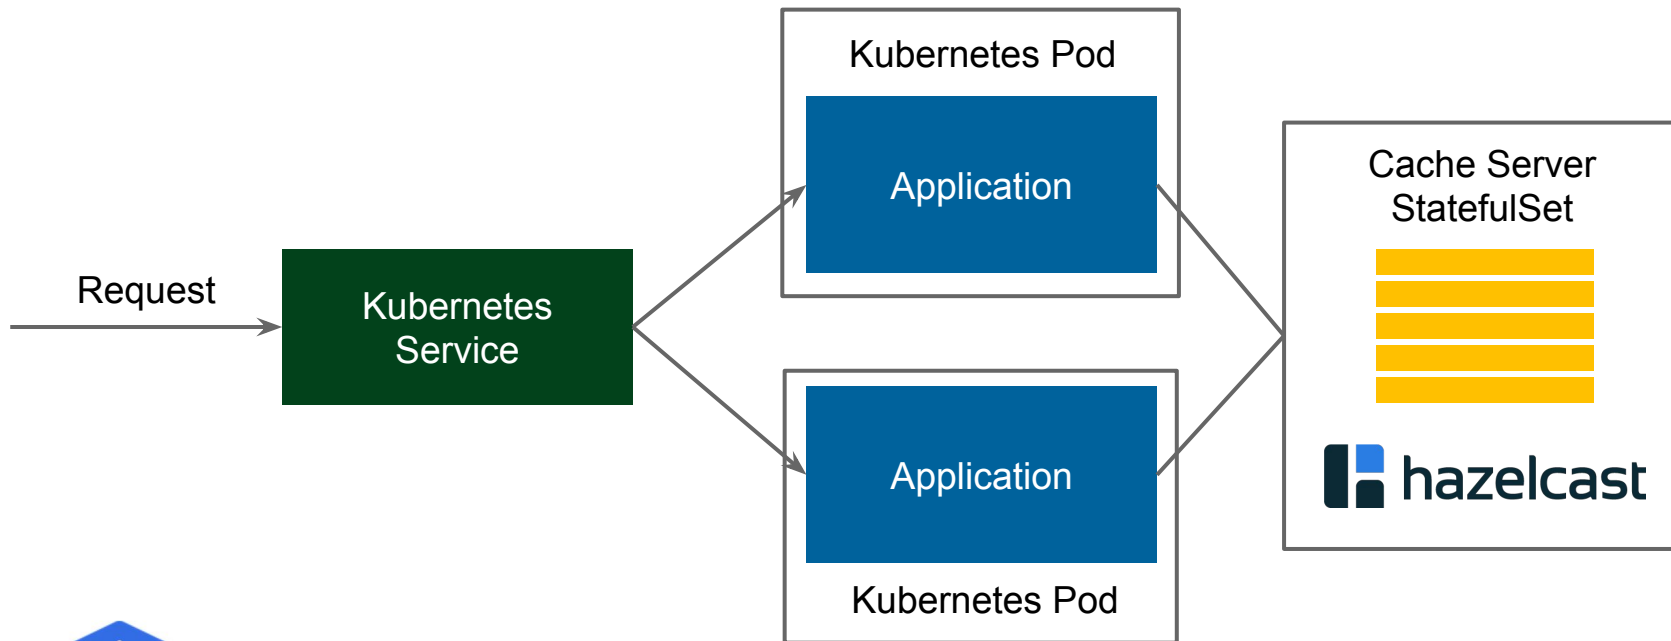 Request
Kubernetes
Service
Kubernetes Pod
Application
Application
Kubernetes Pod
Cache Server
StatefulSet
hazelcast